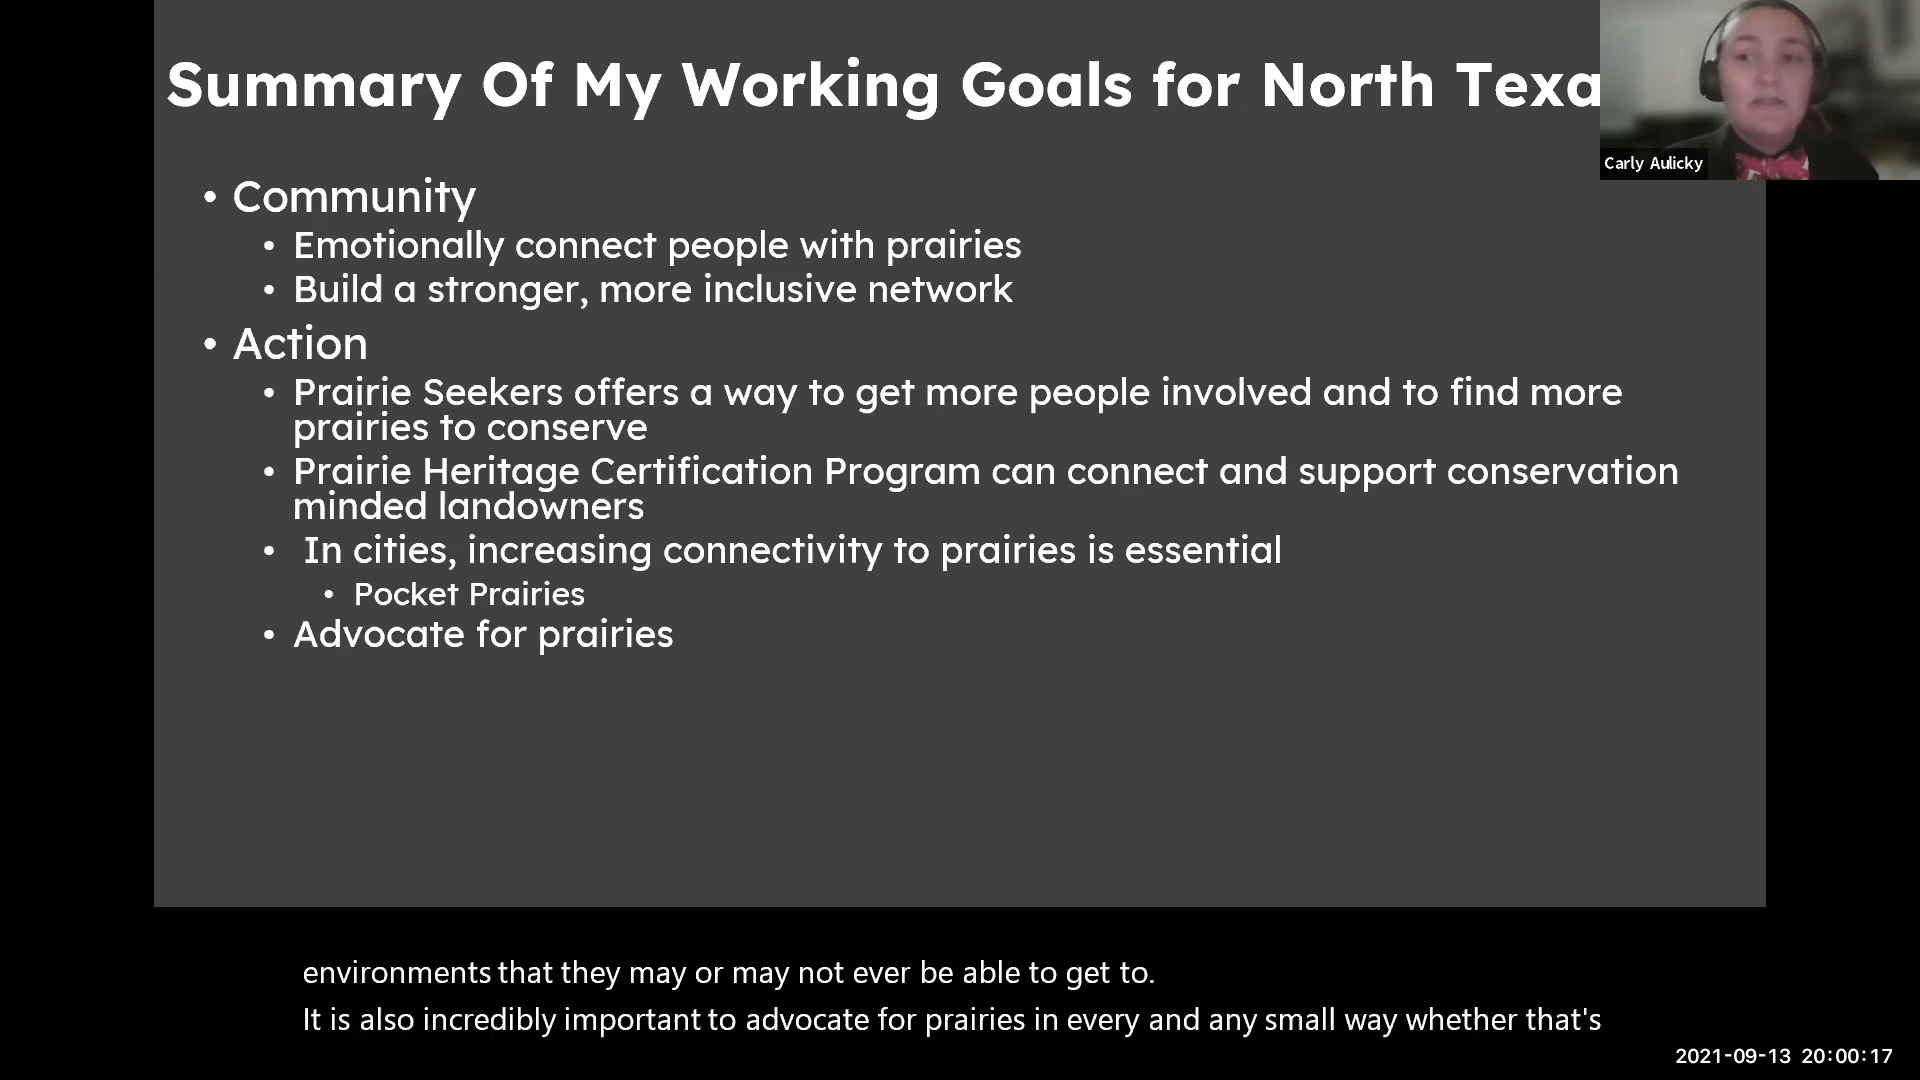 Summary Of My Working Goals for North Texa
Carly Aulicky
• Community
• Emotionally connect people with prairies
• Build a stronger, more inclusive network
• Action
• Prairie Seekers offers a way to get more people involved and to find more
prairies to conserve
• Prairie Heritage Certification Program can connect and support conservation
minded landowners
• In cities, increasing connectivity to prairies is essential
• Pocket Prairies
• Advocate for prairies
environments that they may or may not ever be able to get to.
It is also incredibly important to advocate for prairies in every and any small way whether that's
2021-09-13 20:00:17